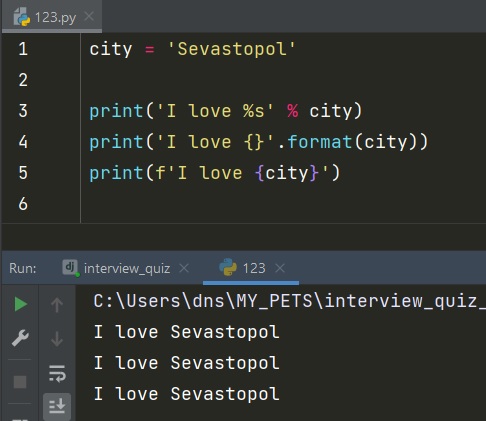 123.py
1 city = 'Sevastopol'
2
3 print('I love %s' % city)
4 print('I love {}'.format(city))
5 print(f'I love {city}')
6
Run: interview_quiz 123
C:\Users\dns\MY_PETS\interview_quiz_
I love Sevastopol
I love Sevastopol
I love Sevastopol